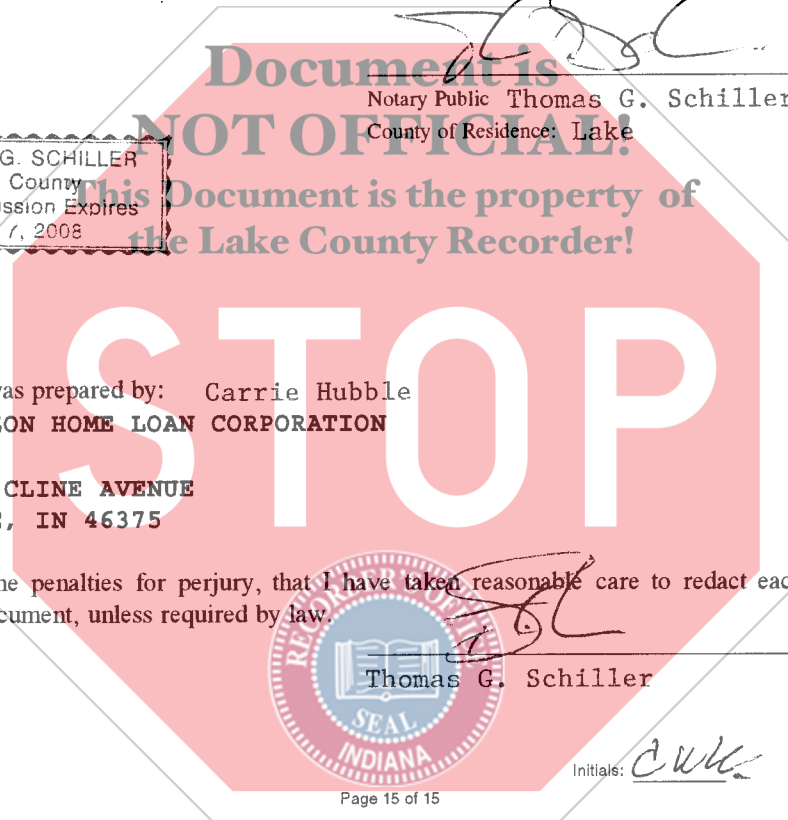 Document is
Notary Public Thomas G. Schiller
NOT OFFICIAL!
County of Residence: Lake
G. SCHILLER
County
ssion Expires
7, 2008
This Document is the property of
the Lake County Recorder!
STOP
as prepared by: Carrie Hubble
ON HOME LOAN CORPORATION
CLINE AVENUE
, IN 46375
he penalties for perjury, that I have taken reasonable care to redact eac
cument, unless required by law.
RECORDER'S OFFICE
SEAL
INDIANA
Thomas G. Schiller
Initials:
Page 15 of 15